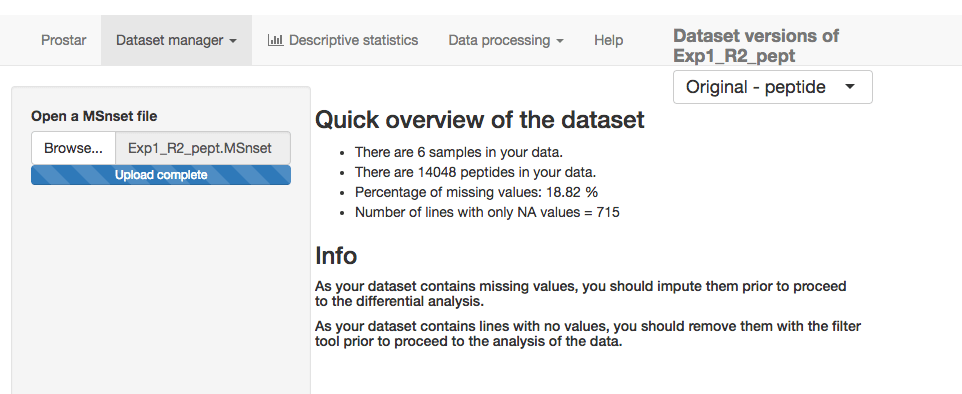 Prostar
Dataset manager
Descriptive statistics
Data processing
Help
Dataset versions of
Exp1_R2_pept
Original - peptide
Open a MSnset file
Browse...
Exp1_R2_pept.MSnset
Upload complete
Quick overview of the dataset
• There are 6 samples in your data.
• There are 14048 peptides in your data.
• Percentage of missing values: 18.82 %
• Number of lines with only NA values = 715
Info
As your dataset contains missing values, you should impute them prior to proceed
to the differential analysis.
As your dataset contains lines with no values, you should remove them with the filter
tool prior to proceed to the analysis of the data.